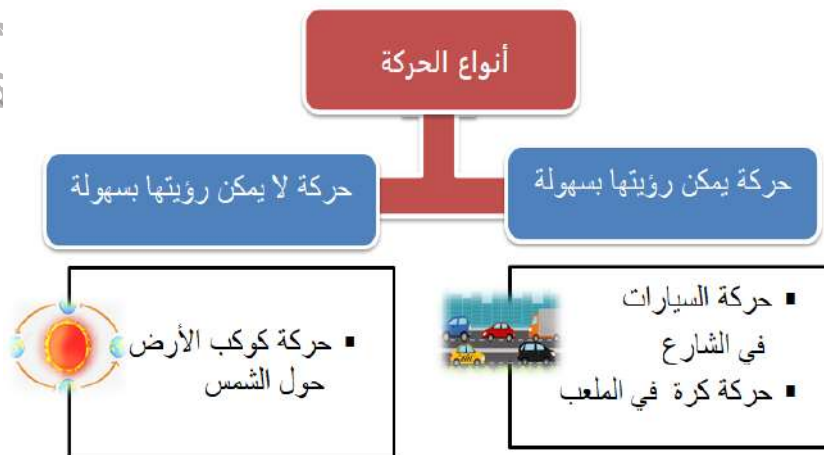 أنواع الحركة
حركة يمكن رؤيتها بسهولة
حركة لا يمكن رؤيتها بسهولة
▪ حركة السيارات
في الشارع
▪ حركة كرة في الملعب
▪ حركة كوكب الأرض
حول الشمس